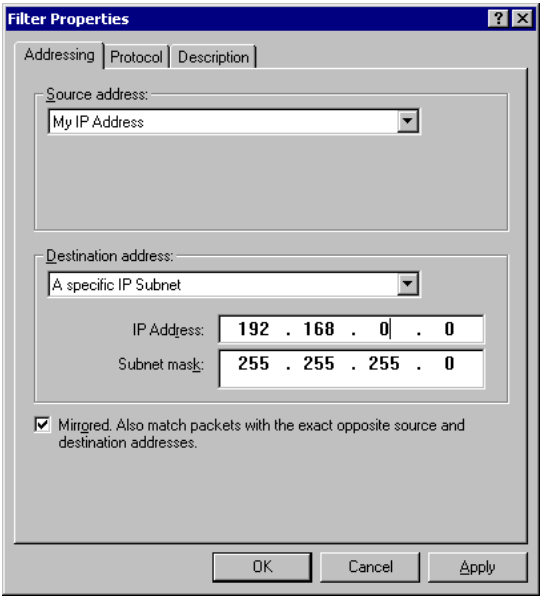 Filter Properties
Addressing Protocol Description
Source address:
My IP Address
Destination address:
A specific IP Subnet
IP Address: 192 . 168 . 0 . 0
Subnet mask: 255 . 255 . 255 . 0
Mirrored. Also match packets with the exact opposite source and
destination addresses.
OK Cancel Apply